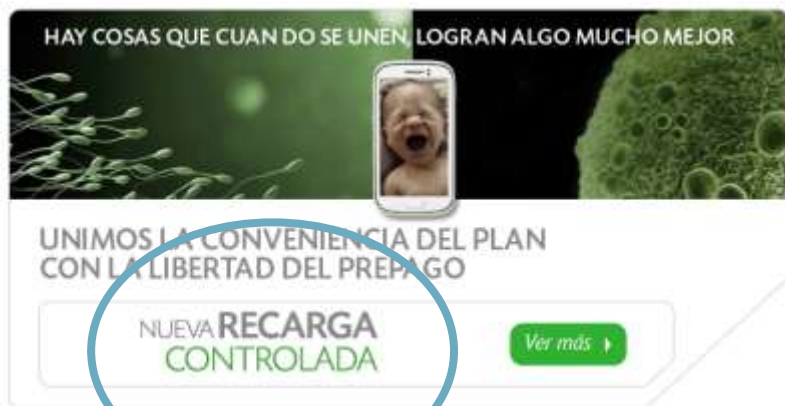 HAY COSAS QUE CUAN DO SE UNEN, LOGRAN ALGO MUCHO MEJOR
UNIMOS LA CONVENIENCIA DEL PLAN
CON LA LIBERTAD DEL PREPAGO
NUEVA RECARGA
CONTROLADA
Ver más